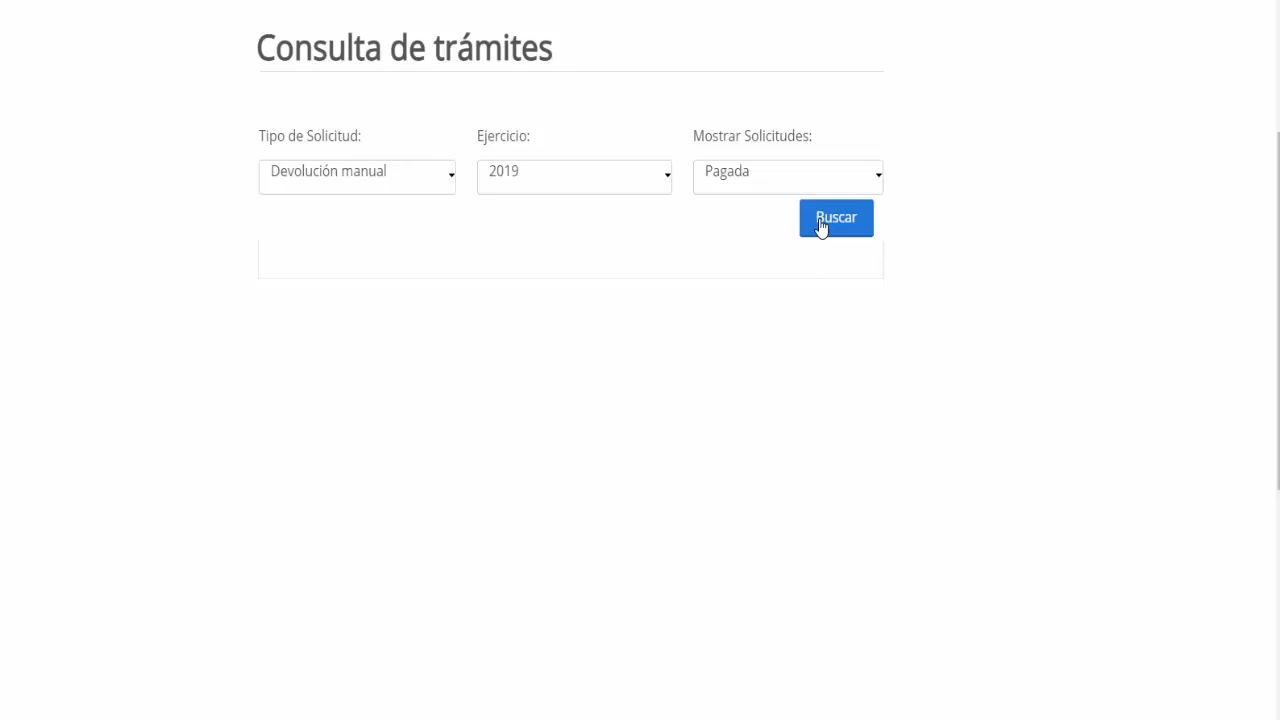 Consulta de trámites
Tipo de Solicitud: Ejercicio: Mostrar Solicitudes:
Devolución manual 2019 Pagada
Buscar